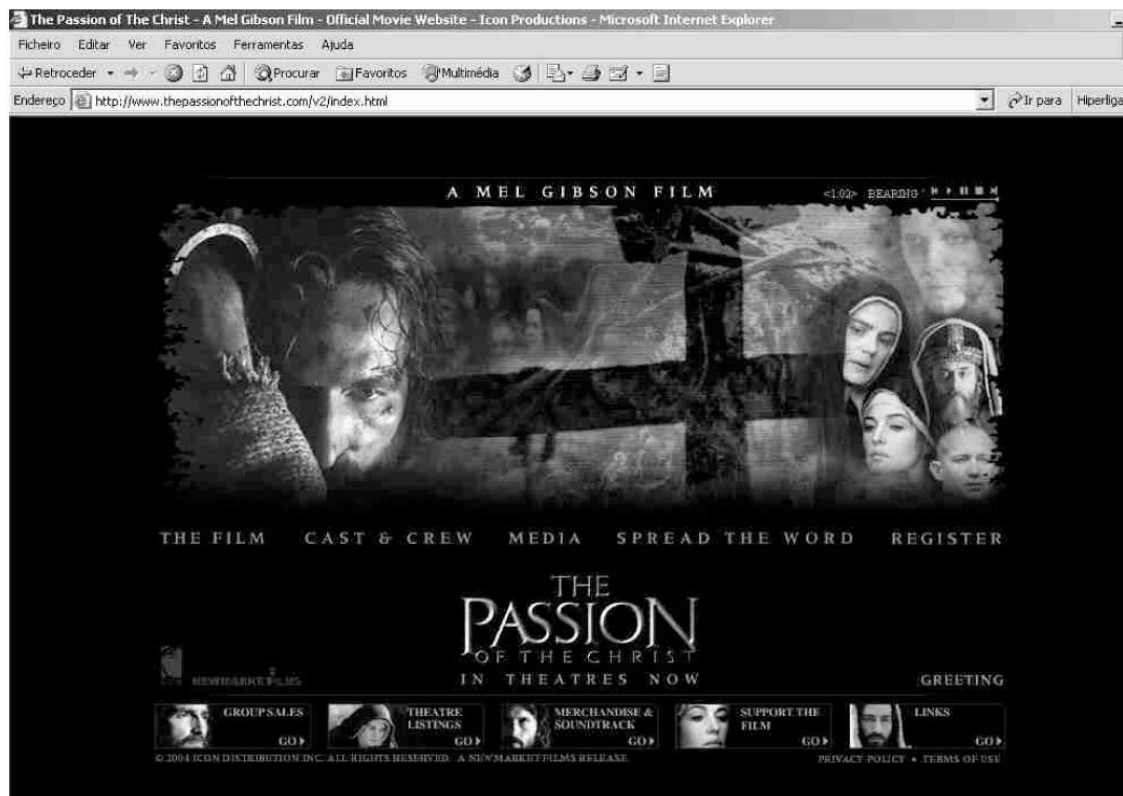 The Passion of The Christ - A Mel Gibson Film - Official Movie Website - Icon Productions - Microsoft Internet Explorer
Ficheiro Editar Ver Favoritos Ferramentas Ajuda
Retroceder Procurar Favoritos Multimédia
Endereço http://www.thepassionofthechrist.com/v2/index.html Ir para Hiperliga
A MEL GIBSON FILM <1:00> BEARING
THE FILM CAST & CREW MEDIA SPREAD THE WORD REGISTER
THE
PASSION
OF THE CHRIST
NEWMARKET FILMS IN THEATRES NOW GREETING
GROUP SALES THEATRE MERCHANDISE & SUPPORT THE LINKS
LISTINGS SOUNDTRACK FILM
GO GO GO GO GO
© 2004 ICON DISTRIBUTION INC. ALL RIGHTS RESERVED. A NEWMARKET FILMS RELEASE PRIVACY POLICY • TERMS OF USE